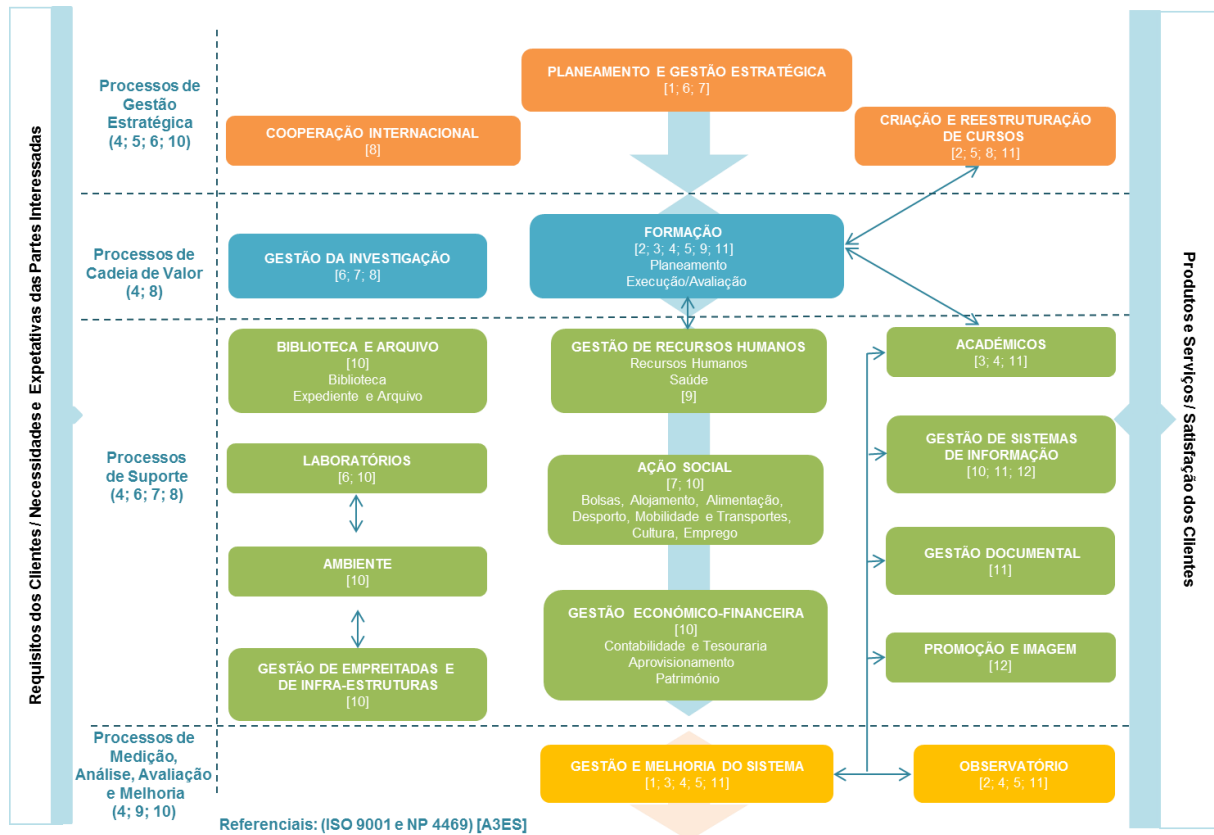 Requisitos dos Clientes / Necessidades e Expetativas das Partes Interessadas
Processos de
Gestão
Estratégica
(4; 5; 6; 10)
PLANEAMENTO E GESTÃO ESTRATÉGICA
[1; 6; 7]
COOPERAÇÃO INTERNACIONAL
[8]
CRIAÇÃO E REESTRUTURAÇÃO
DE CURSOS
[2; 5; 8; 11]
Processos de
Cadeia de Valor
(4; 8)
GESTÃO DA INVESTIGAÇÃO
[6; 7; 8]
FORMAÇÃO
[2; 3; 4; 5; 9; 11]
Planeamento
Execução/Avaliação
Processos
de Suporte
(4; 6; 7; 8)
BIBLIOTECA E ARQUIVO
[10]
Biblioteca
Expediente e Arquivo
LABORATÓRIOS
[6; 10]
AMBIENTE
[10]
GESTÃO DE EMPREITADAS E
DE INFRA-ESTRUTURAS
[10]
GESTÃO DE RECURSOS HUMANOS
Recursos Humanos
Saúde
[9]
AÇÃO SOCIAL
[7; 10]
Bolsas, Alojamento, Alimentação,
Desporto, Mobilidade e Transportes,
Cultura, Emprego
GESTÃO ECONÓMICO-FINANCEIRA
[10]
Contabilidade e Tesouraria
Aprovisionamento
Património
ACADÉMICOS
[3; 4; 11]
GESTÃO DE SISTEMAS
DE INFORMAÇÃO
[10; 11; 12]
GESTÃO DOCUMENTAL
[11]
PROMOÇÃO E IMAGEM
[12]
Processos de
Medição,
Análise, Avaliação
e Melhoria
(4; 9; 10)
GESTÃO E MELHORIA DO SISTEMA
[1; 3; 4; 5; 11]
OBSERVATÓRIO
[2; 4; 5; 11]
Referenciais: (ISO 9001 e NP 4469) [A3ES]
Produtos e Serviços / Satisfação dos Clientes